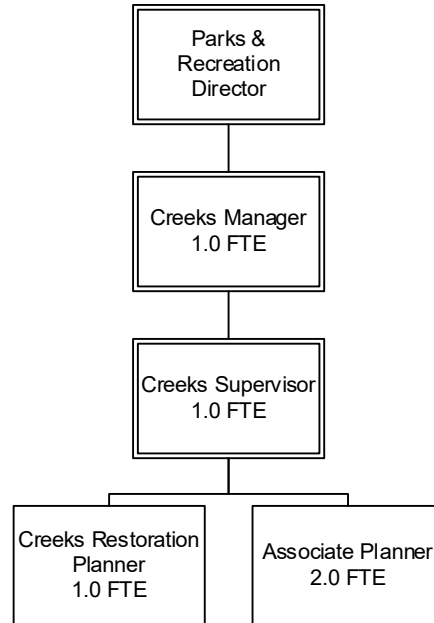 Parks &
Recreation
Director
Creeks Manager
1.0 FTE
Creeks Supervisor
1.0 FTE
Creeks Restoration
Planner
1.0 FTE
Associate Planner
2.0 FTE